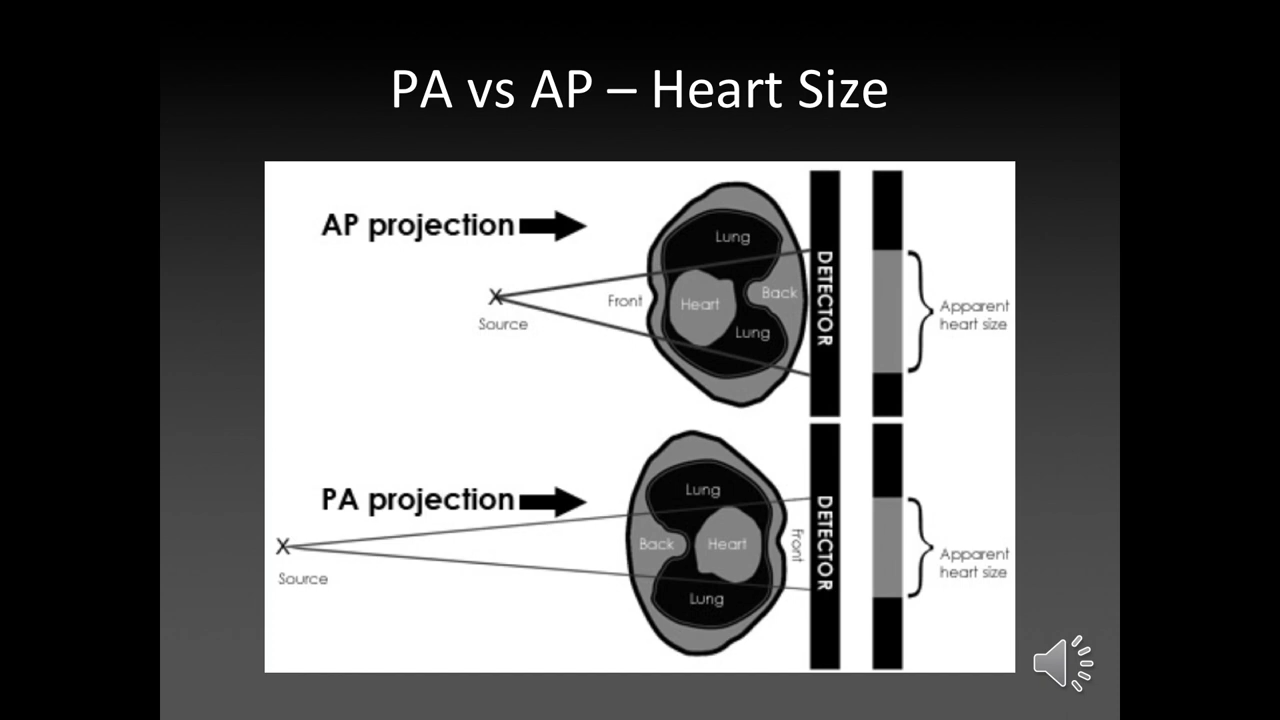 PA vs AP – Heart Size
AP projection
Lung
X
Source
Front
Heart
Back
Lung
DETECTOR
Apparent
heart size
PA projection
Lung
X
Source
Back
Heart
Front
Lung
DETECTOR
Apparent
heart size